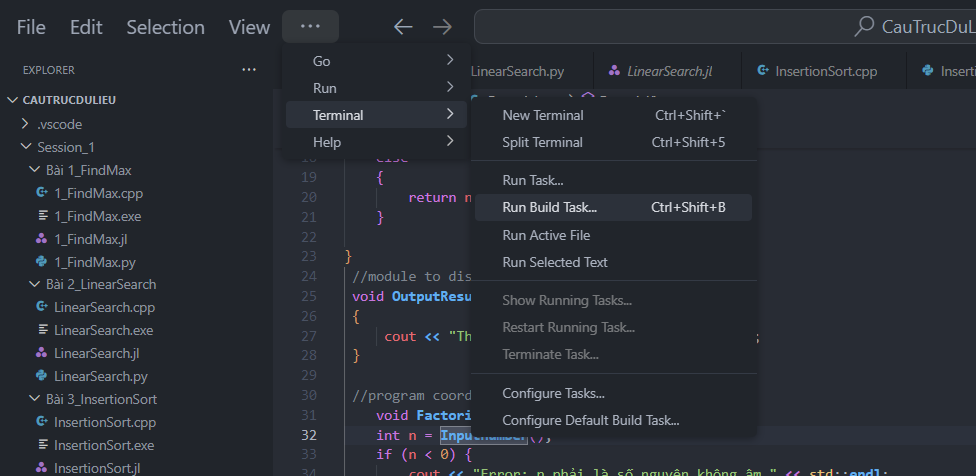 File Edit Selection View ··· CauTrucDuL
EXPLORER ···
CAUTRUCDULIEU
.vscode
Session_1
Bài 1_FindMax
1_FindMax.cpp
1_FindMax.exe
1_FindMax.jl
1_FindMax.py
Bài 2_LinearSearch
LinearSearch.cpp
LinearSearch.exe
LinearSearch.jl
LinearSearch.py
Bài 3_InsertionSort
InsertionSort.cpp
InsertionSort.exe
InsertionSort.jl
Go
Run
Terminal
Help
New Terminal Ctrl+Shift+`
Split Terminal Ctrl+Shift+5
Run Task...
Run Build Task... Ctrl+Shift+B
Run Active File
Run Selected Text
Show Running Tasks...
Restart Running Task...
Terminate Task...
Configure Tasks...
Configure Default Build Task...
LinearSearch.py LinearSearch.jl InsertionSort.cpp Inserti
else
19 {
20 return n
21 }
22
23 }
24 //module to dis
25 void OutputResu
26 {
27 cout << "Th ;
28 }
29
30 //program coord
31 void Factori
32 int n = InputNumber();
33 if (n < 0) {
34 cout << "Error: n phải là số nguyên không âm." << std::endl;